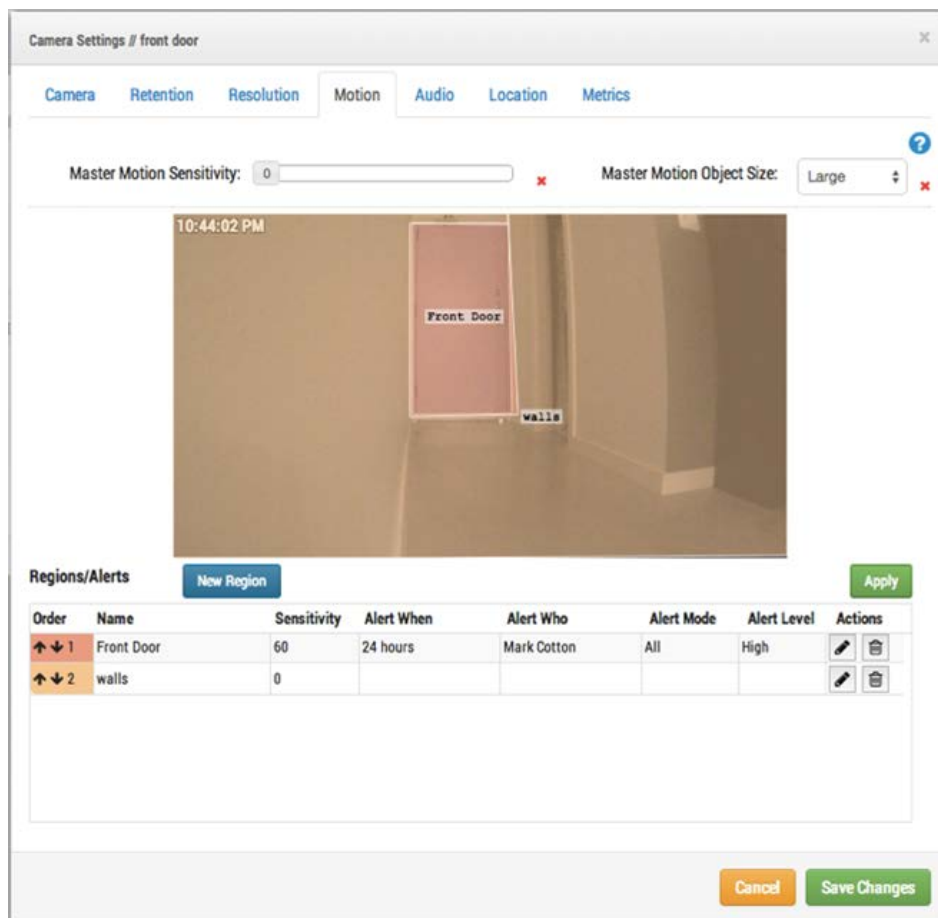 Camera Settings // front door ×
Camera Retention Resolution Motion Audio Location Metrics
?
Master Motion Sensitivity: 0 Master Motion Object Size: Large
10:44:02 PM
Front Door
walls
Regions/Alerts New Region Apply
Order Name Sensitivity Alert When Alert Who Alert Mode Alert Level Actions
1 Front Door 60 24 hours Mark Cotton All High
2 walls 0
Cancel Save Changes